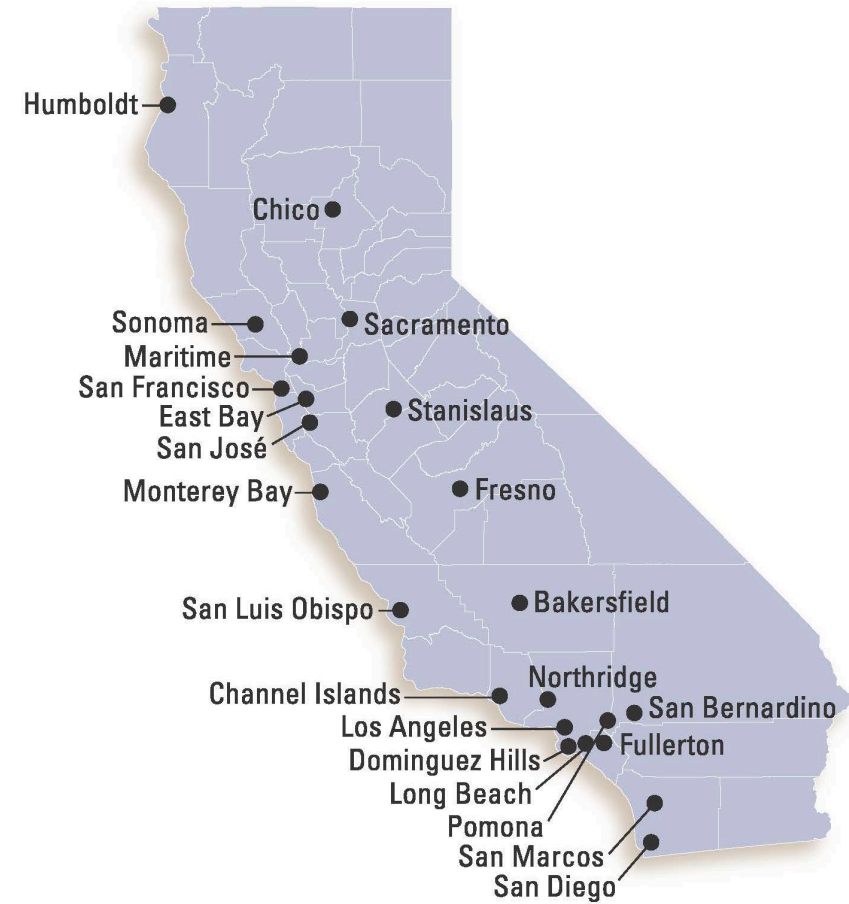 Humboldt
Chico
Sonoma
Sacramento
Maritime
San Francisco
East Bay
Stanislaus
San José
Monterey Bay
Fresno
San Luis Obispo
Bakersfield
Northridge
Channel Islands
San Bernardino
Los Angeles
Fullerton
Dominguez Hills
Long Beach
Pomona
San Marcos
San Diego